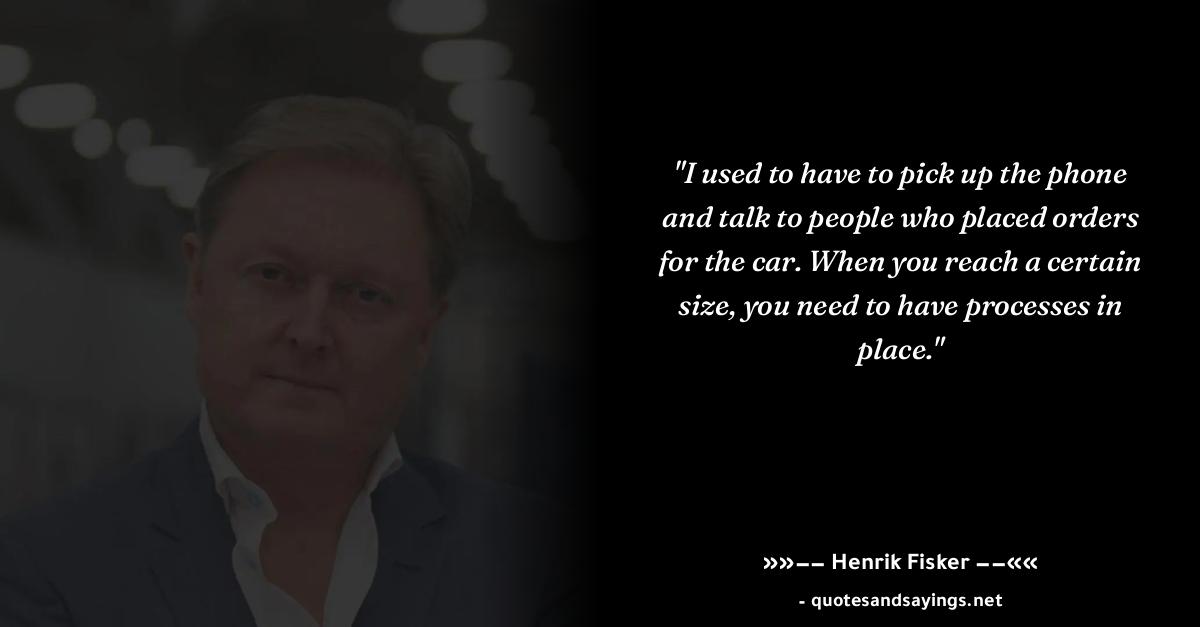 "I used to have to pick up the phone
and talk to people who placed orders
for the car. When you reach a certain
size, you need to have processes in
place."
»»–– Henrik Fisker ––««
- quotesandsayings.net